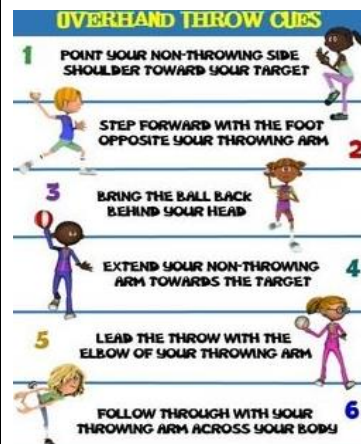 OVERHAND THROW CUES
1
POINT YOUR NON-THROWING SIDE
SHOULDER TOWARD YOUR TARGET
STEP FORWARD WITH THE FOOT
OPPOSITE YOUR THROWING ARM
2
3
BRING THE BALL BACK
BEHIND YOUR HEAD
EXTEND YOUR NON-THROWING
ARM TOWARDS THE TARGET
4
5
LEAD THE THROW WITH THE
ELBOW OF YOUR THROWING ARM
FOLLOW THROUGH WITH YOUR
THROWING ARM ACROSS YOUR BODY
6